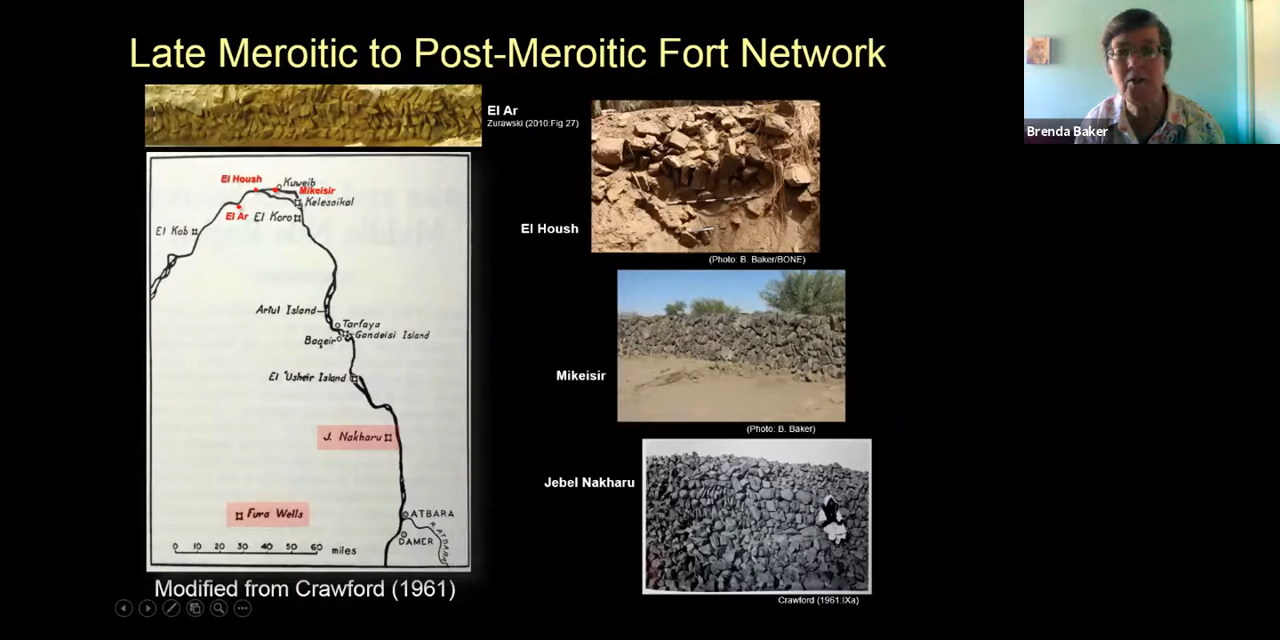 Late Meroitic to Post-Meroitic Fort Network
Brenda Baker
El Ar
Zurawski (2010:Fig 27)
El Housh
Kuweib
Mikeisir
Kelesaikal
El Ar
El Koro
El Kab
Artul Island
Tarfaya
Gandeisi Island
Baqeir
El 'Usheir Island
J. Nakharu
Fura Wells
ATBARA
DAMER
R. ATBARA
0 10 20 30 40 50 60 miles
Modified from Crawford (1961)
El Housh
(Photo: B. Baker/BONE)
Mikeisir
(Photo: B. Baker)
Jebel Nakharu
Crawford (1961:IXa)